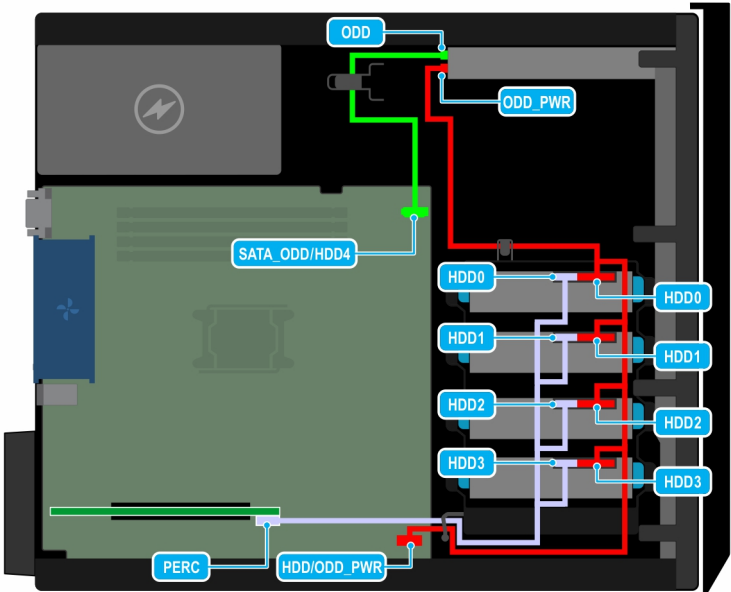 ODD
ODD_PWR
SATA_ODD/HDD4
HDD0
HDD0
HDD1
HDD1
HDD2
HDD2
HDD3
HDD3
PERC
HDD/ODD_PWR